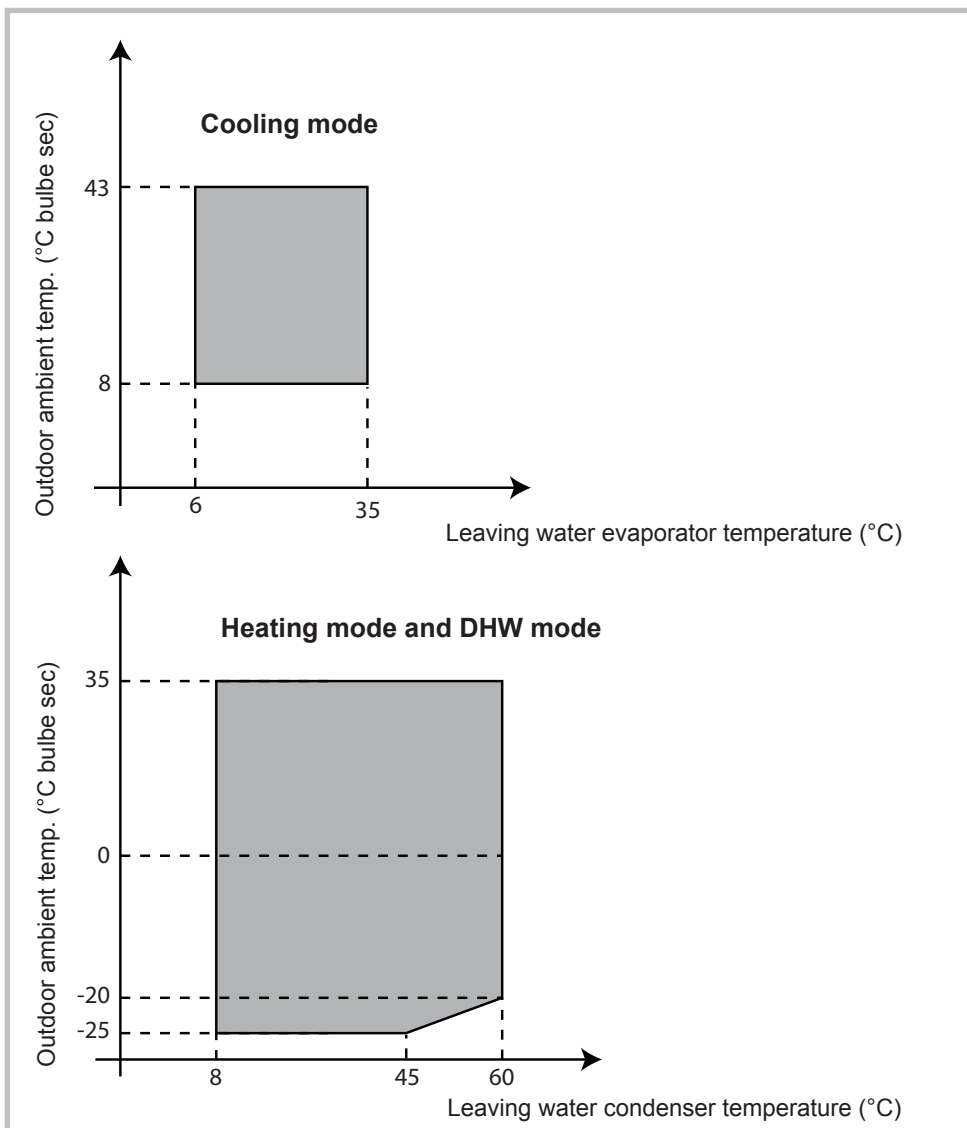 Cooling mode
Outdoor ambient temp. (°C bulbe sec)
43
8
6
35
Leaving water evaporator temperature (°C)
Heating mode and DHW mode
Outdoor ambient temp. (°C bulbe sec)
35
0
-20
-25
8
45
60
Leaving water condenser temperature (°C)